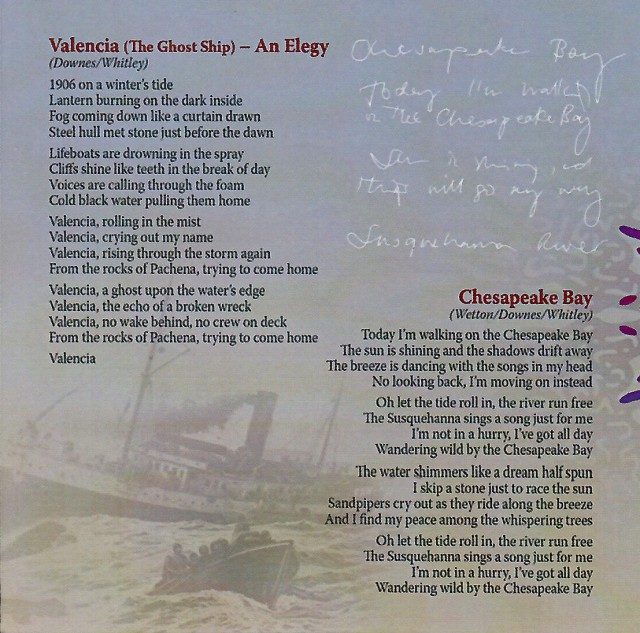 Valencia (The Ghost Ship) – An Elegy
(Downes/Whitley)
1906 on a winter's tide
Lantern burning on the dark inside
Fog coming down like a curtain drawn
Steel hull met stone just before the dawn
Lifeboats are drowning in the spray
Cliffs shine like teeth in the break of day
Voices are calling through the foam
Cold black water pulling them home
Valencia, rolling in the mist
Valencia, crying out my name
Valencia, rising through the storm again
From the rocks of Pachena, trying to come home
Valencia, a ghost upon the water's edge
Valencia, the echo of a broken wreck
Valencia, no wake behind, no crew on deck
From the rocks of Pachena, trying to come home
Valencia
Chesapeake Bay
Today I'm walking
in The Chesapeake Bay
will go my way
Susquehanna River
Chesapeake Bay
(Wetton/Downes/Whitley)
Today I'm walking on the Chesapeake Bay
The sun is shining and the shadows drift away
The breeze is dancing with the songs in my head
No looking back, I'm moving on instead
Oh let the tide roll in, the river run free
The Susquehanna sings a song just for me
I'm not in a hurry, I've got all day
Wandering wild by the Chesapeake Bay
The water shimmers like a dream half spun
I skip a stone just to race the sun
Sandpipers cry out as they ride along the breeze
And I find my peace among the whispering trees
Oh let the tide roll in, the river run free
The Susquehanna sings a song just for me
I'm not in a hurry, I've got all day
Wandering wild by the Chesapeake Bay